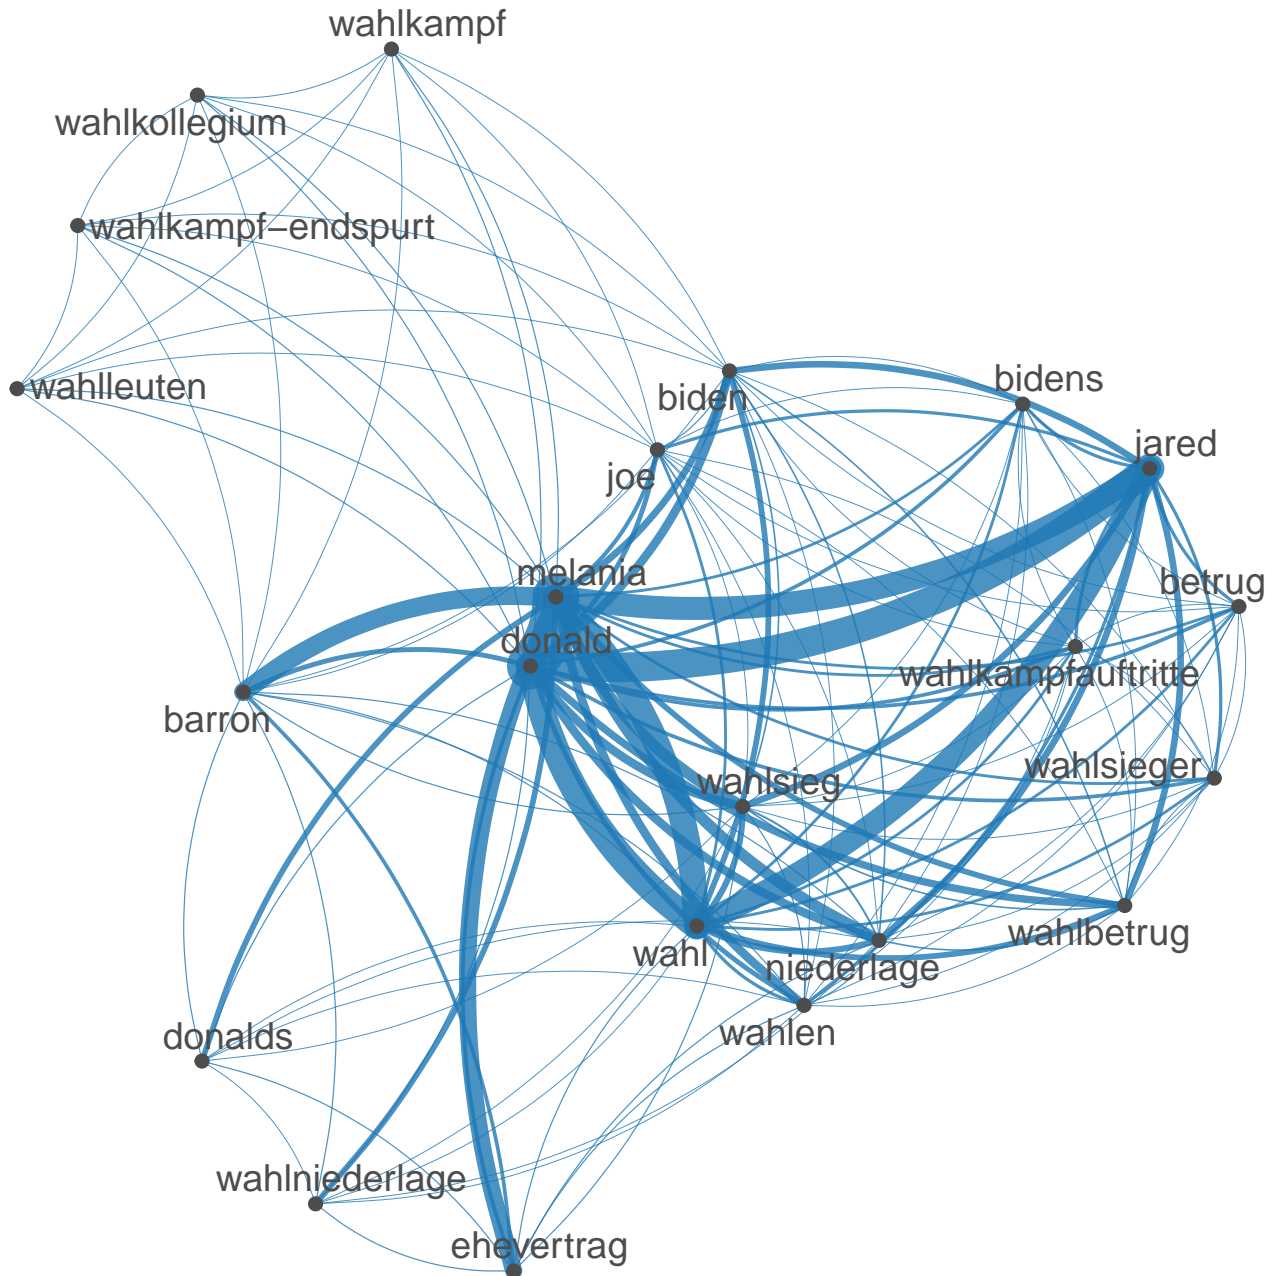 wahlkampf
wahlkollegium
wahlkampf–endspurt
wahlleuten
biden
bidens
jared
joe
melania
betrug
donald
wahlkampfauftritte
barron
wahlsieg
wahlsieger
wahl
niederlage
wahlbetrug
wahlen
donalds
wahlniederlage
ehevertrag